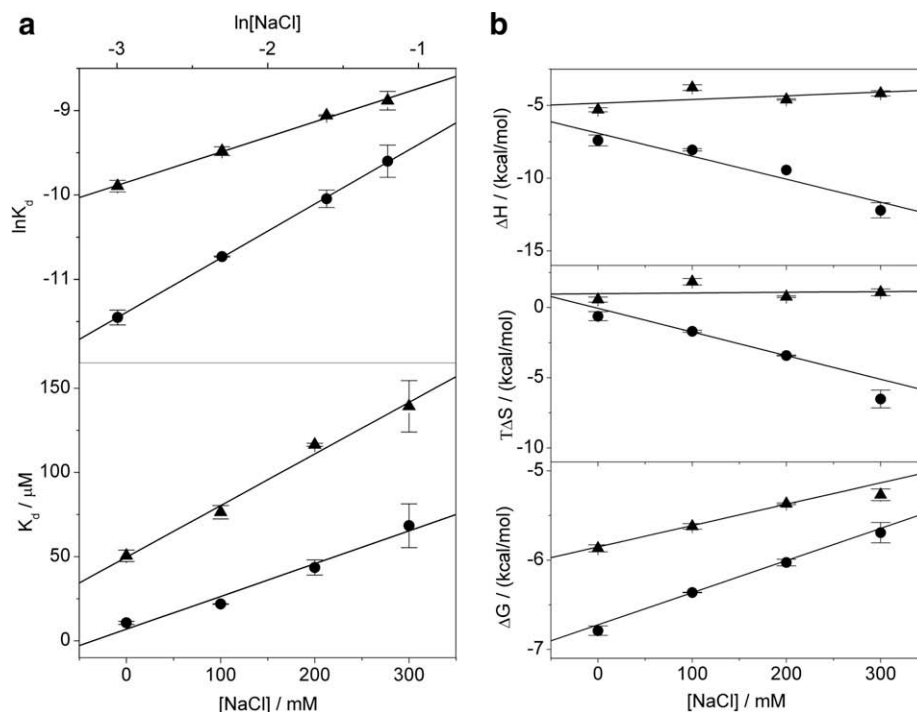 a
ln[NaCl]
-3 -2 -1
-9
-10
-11
lnK_d
150
100
50
0
K_d / μM
0 100 200 300
[NaCl] / mM
b
-5
-10
-15
ΔH / (kcal/mol)
0
-5
-10
TΔS / (kcal/mol)
-5
-6
-7
ΔG / (kcal/mol)
0 100 200 300
[NaCl] / mM